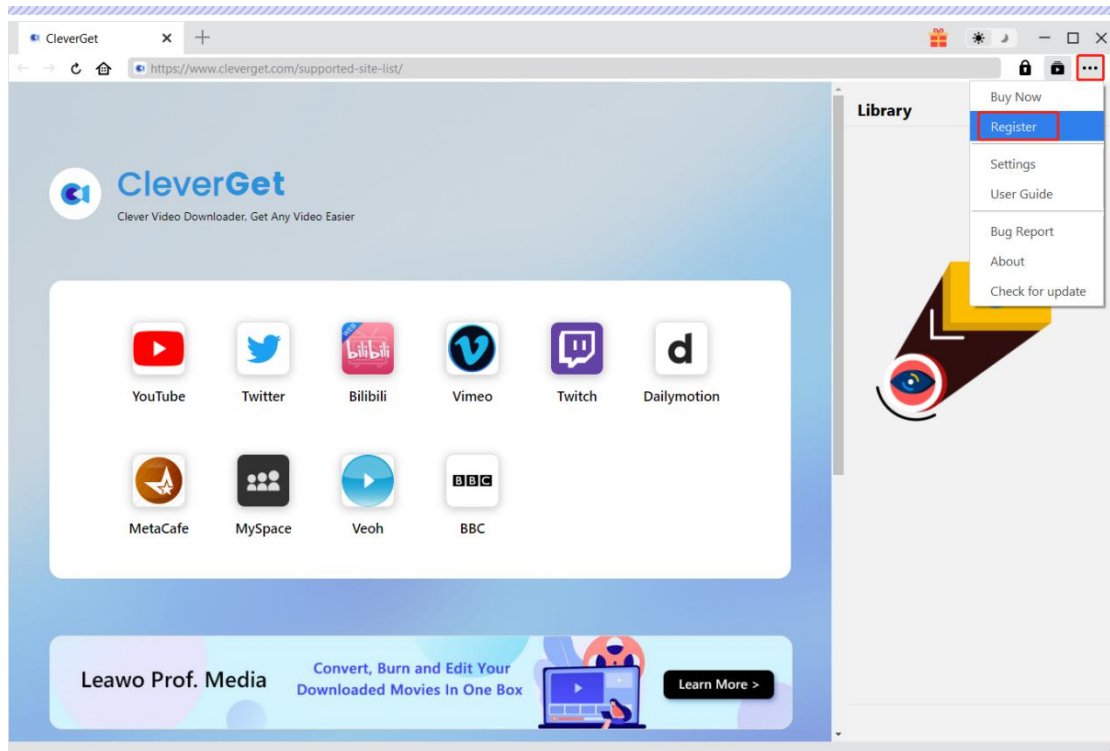 CleverGet
https://www.cleverget.com/supported-site-list/
Library
Buy Now
Register
Settings
User Guide
Bug Report
About
Check for update
CleverGet
Clever Video Downloader, Get Any Video Easier
WEB
bilibili
YouTube
Twitter
Bilibili
Vimeo
Twitch
Dailymotion
BBC
MetaCafe
MySpace
Veoh
BBC
Leawo Prof. Media
Convert, Burn and Edit Your
Downloaded Movies In One Box
Learn More >